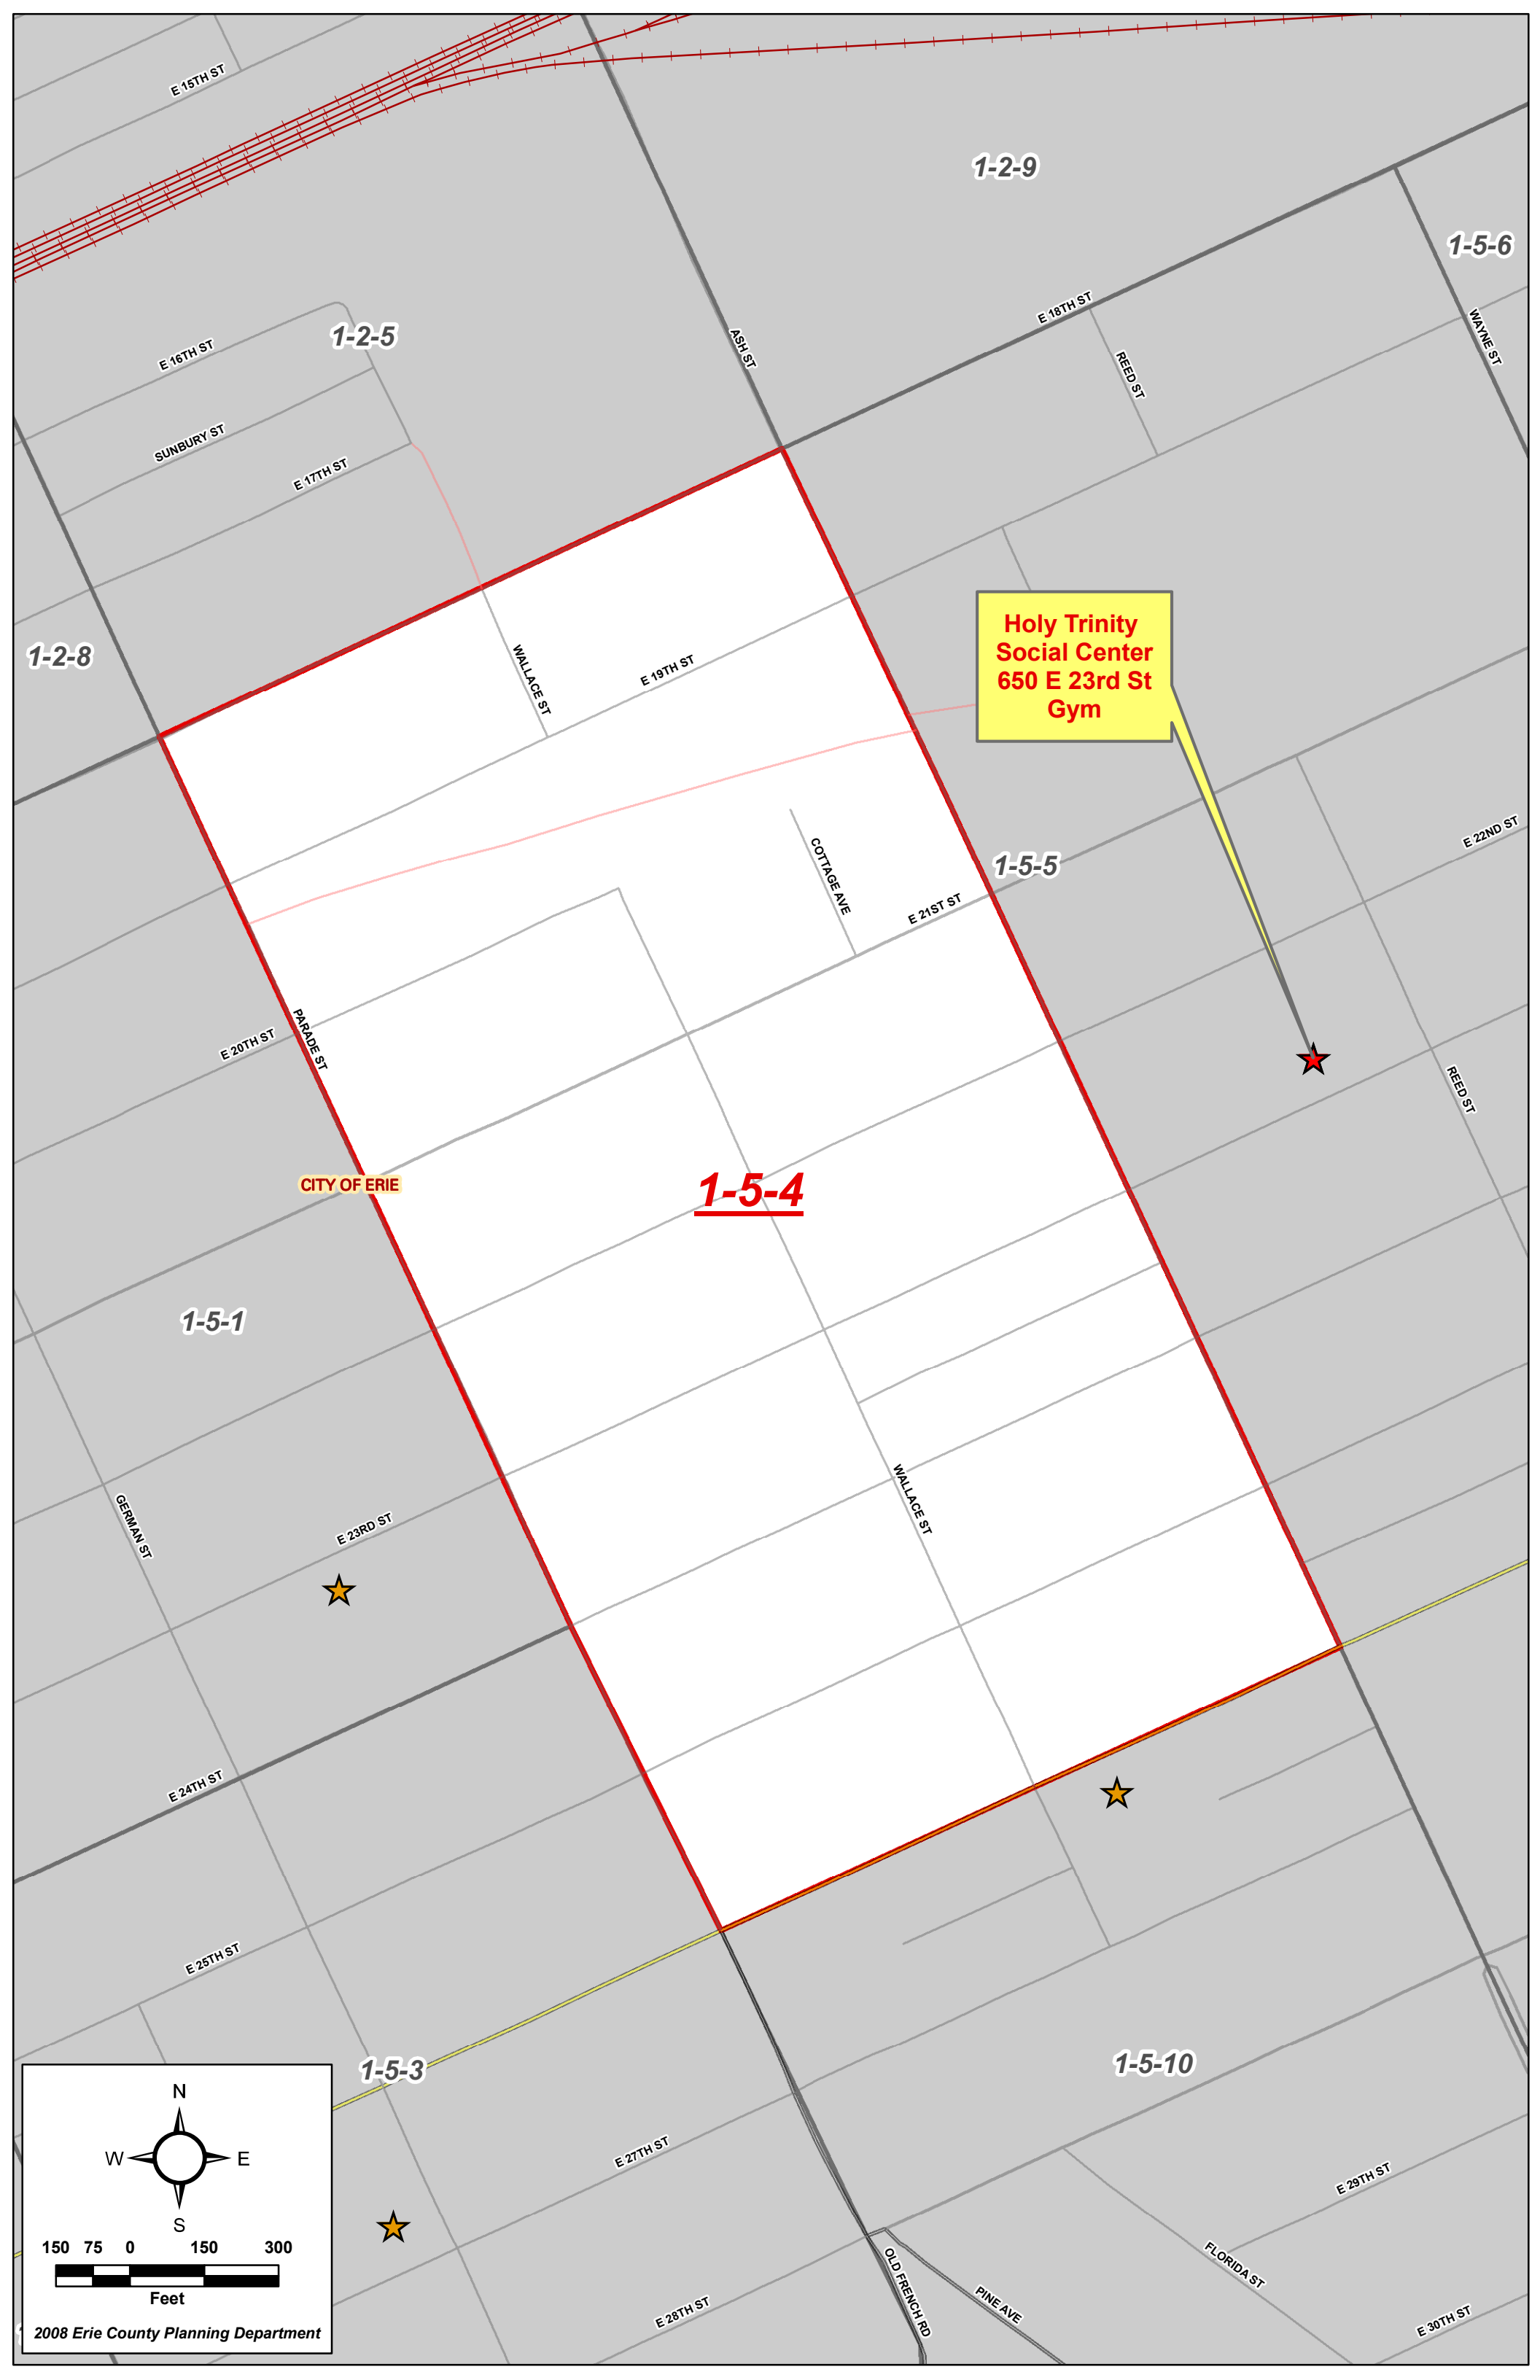 E 15TH ST
1-2-9
1-5-6
E 18TH ST
WAYNE ST
1-2-5
ASH ST
E 16TH ST
REED ST
SUNBURY ST
E 17TH ST
1-2-8
WALLACE ST
E 19TH ST
Holy Trinity
Social Center
650 E 23rd St
Gym
E 22ND ST
COTTAGE AVE
1-5-5
E 21ST ST
PARADE ST
E 20TH ST
REED ST
CITY OF ERIE
1-5-4
1-5-1
GERMAN ST
E 23RD ST
WALLACE ST
E 24TH ST
E 25TH ST
1-5-3
1-5-10
N
W E
S
E 27TH ST
E 29TH ST
150 75 0 150 300
Feet
FLORIDA ST
OLD FRENCH RD
PINE AVE
E 28TH ST
E 30TH ST
2008 Erie County Planning Department